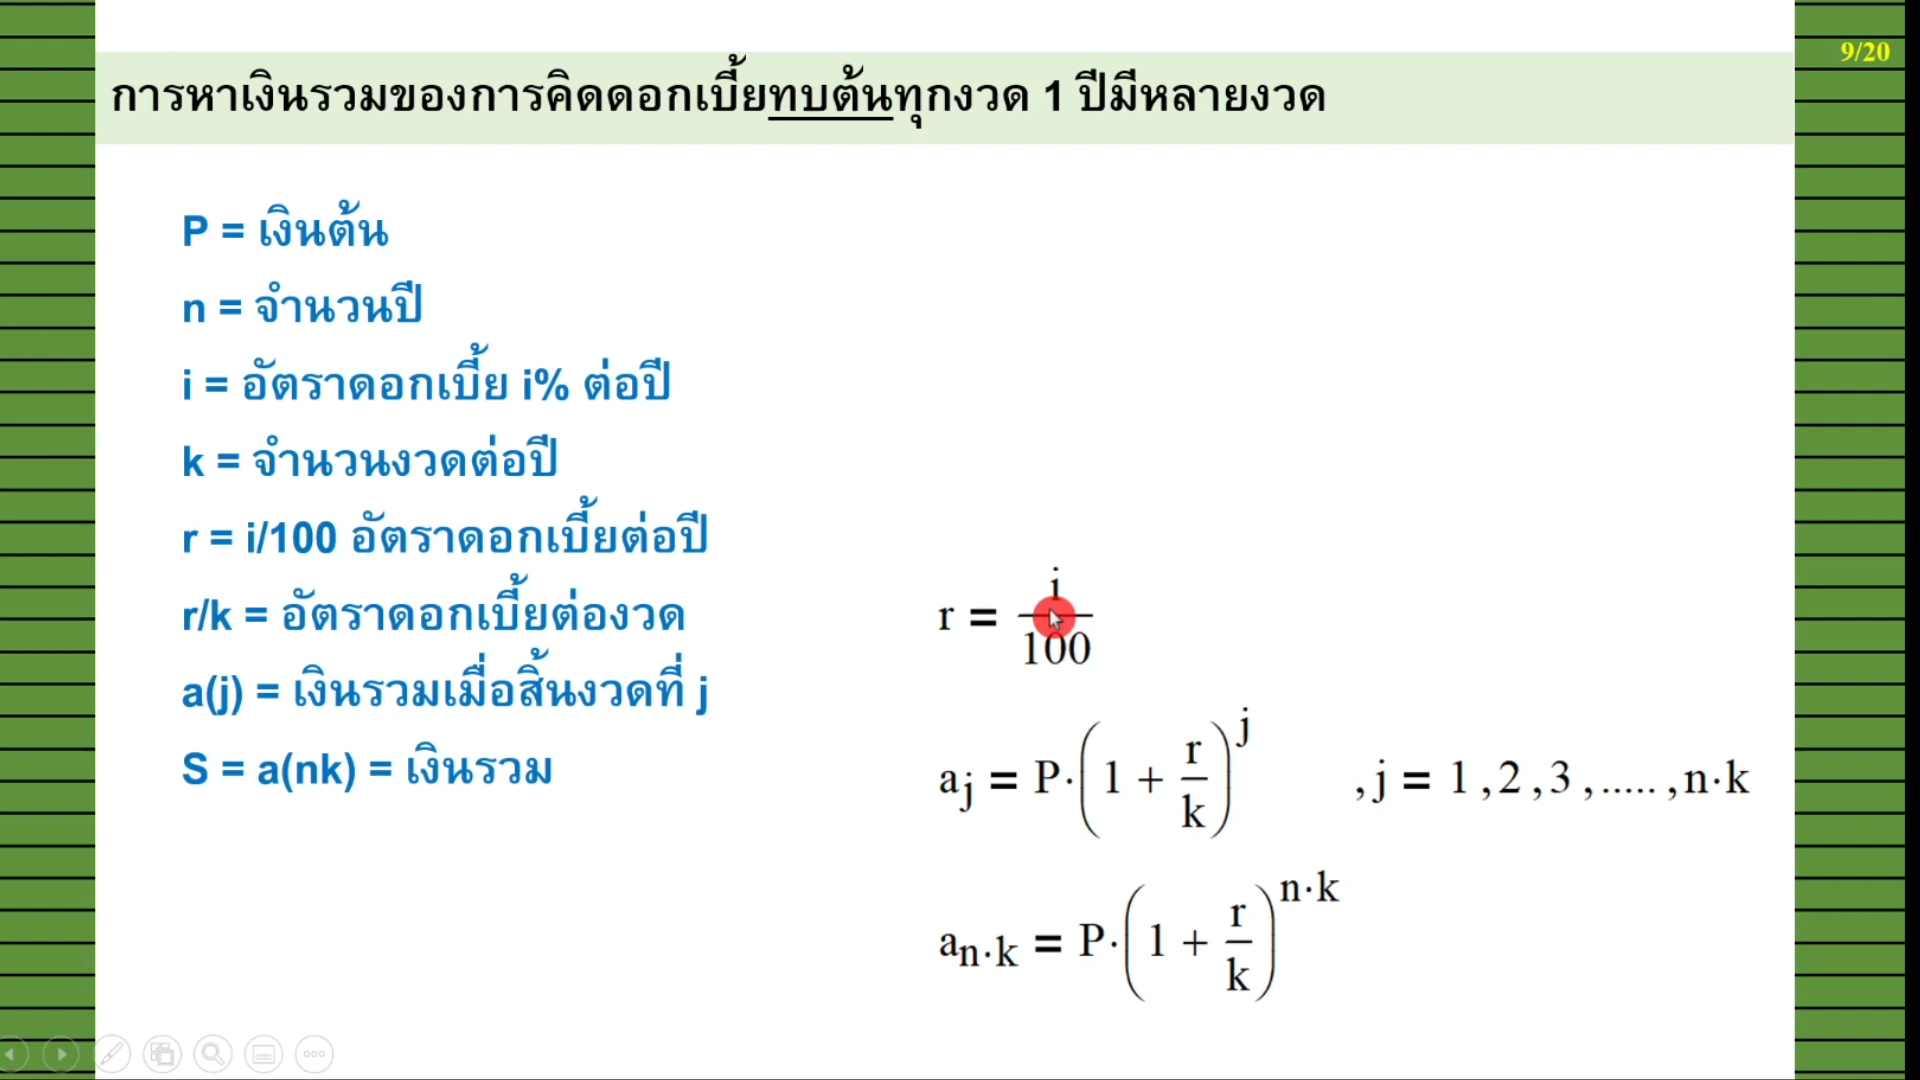 9/20
การหาเงินรวมของการคิดดอกเบี้ยทบต้นทุกงวด 1 ปีมีหลายงวด
P = เงินต้น
n = จำนวนปี
i = อัตราดอกเบี้ย i% ต่อปี
k = จำนวนงวดต่อปี
r = i/100 อัตราดอกเบี้ยต่อปี
r/k = อัตราดอกเบี้ยต่องวด
a(j) = เงินรวมเมื่อสิ้นงวดที่ j
S = a(nk) = เงินรวม
r = i/100
a_j = P·(1 + r/k)^j ,j = 1 ,2 ,3 ,..... ,n·k
a_{n·k} = P·(1 + r/k)^{n·k}